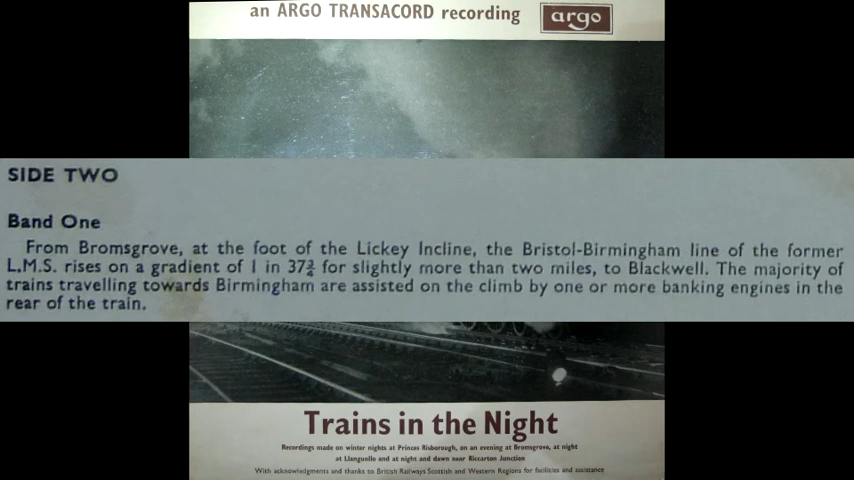 an ARGO TRANSACORD recording
argo
SIDE TWO
Band One
From Bromsgrove, at the foot of the Lickey Incline, the Bristol-Birmingham line of the former
L.M.S. rises on a gradient of 1 in 37¾ for slightly more than two miles, to Blackwell. The majority of
trains travelling towards Birmingham are assisted on the climb by one or more banking engines in the
rear of the train.
Trains in the Night
Recordings made on winter nights at Princes Risborough, on an evening at Bromsgrove, at night
at Llangunllo and at night and dawn near Riccarton Junction
With acknowledgments and thanks to British Railways Scottish and Western Regions for facilities and assistance